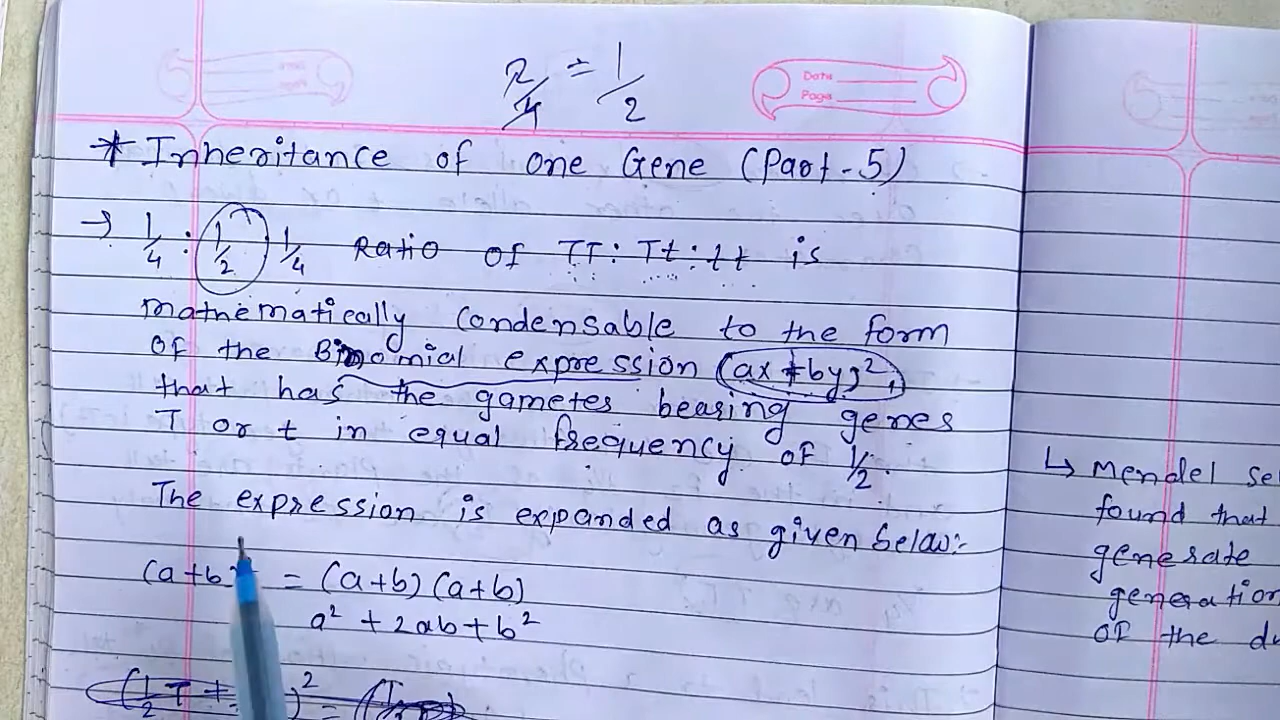 2/4 = 1/2
Date
Page
* Inheritance of one Gene (Part-5)
→ 1/4 : 1/2 : 1/4 Ratio of TT : Tt : tt is
mathematically condensable to the form
of the Binomial expression (ax+by)²,
that has the gametes bearing genes
T or t in equal frequency of 1/2.
The expression is expanded as given below:-
(a+b)² = (a+b)(a+b)
a² + 2ab + b²
↳ Mendel
found that
generate
generation
of the